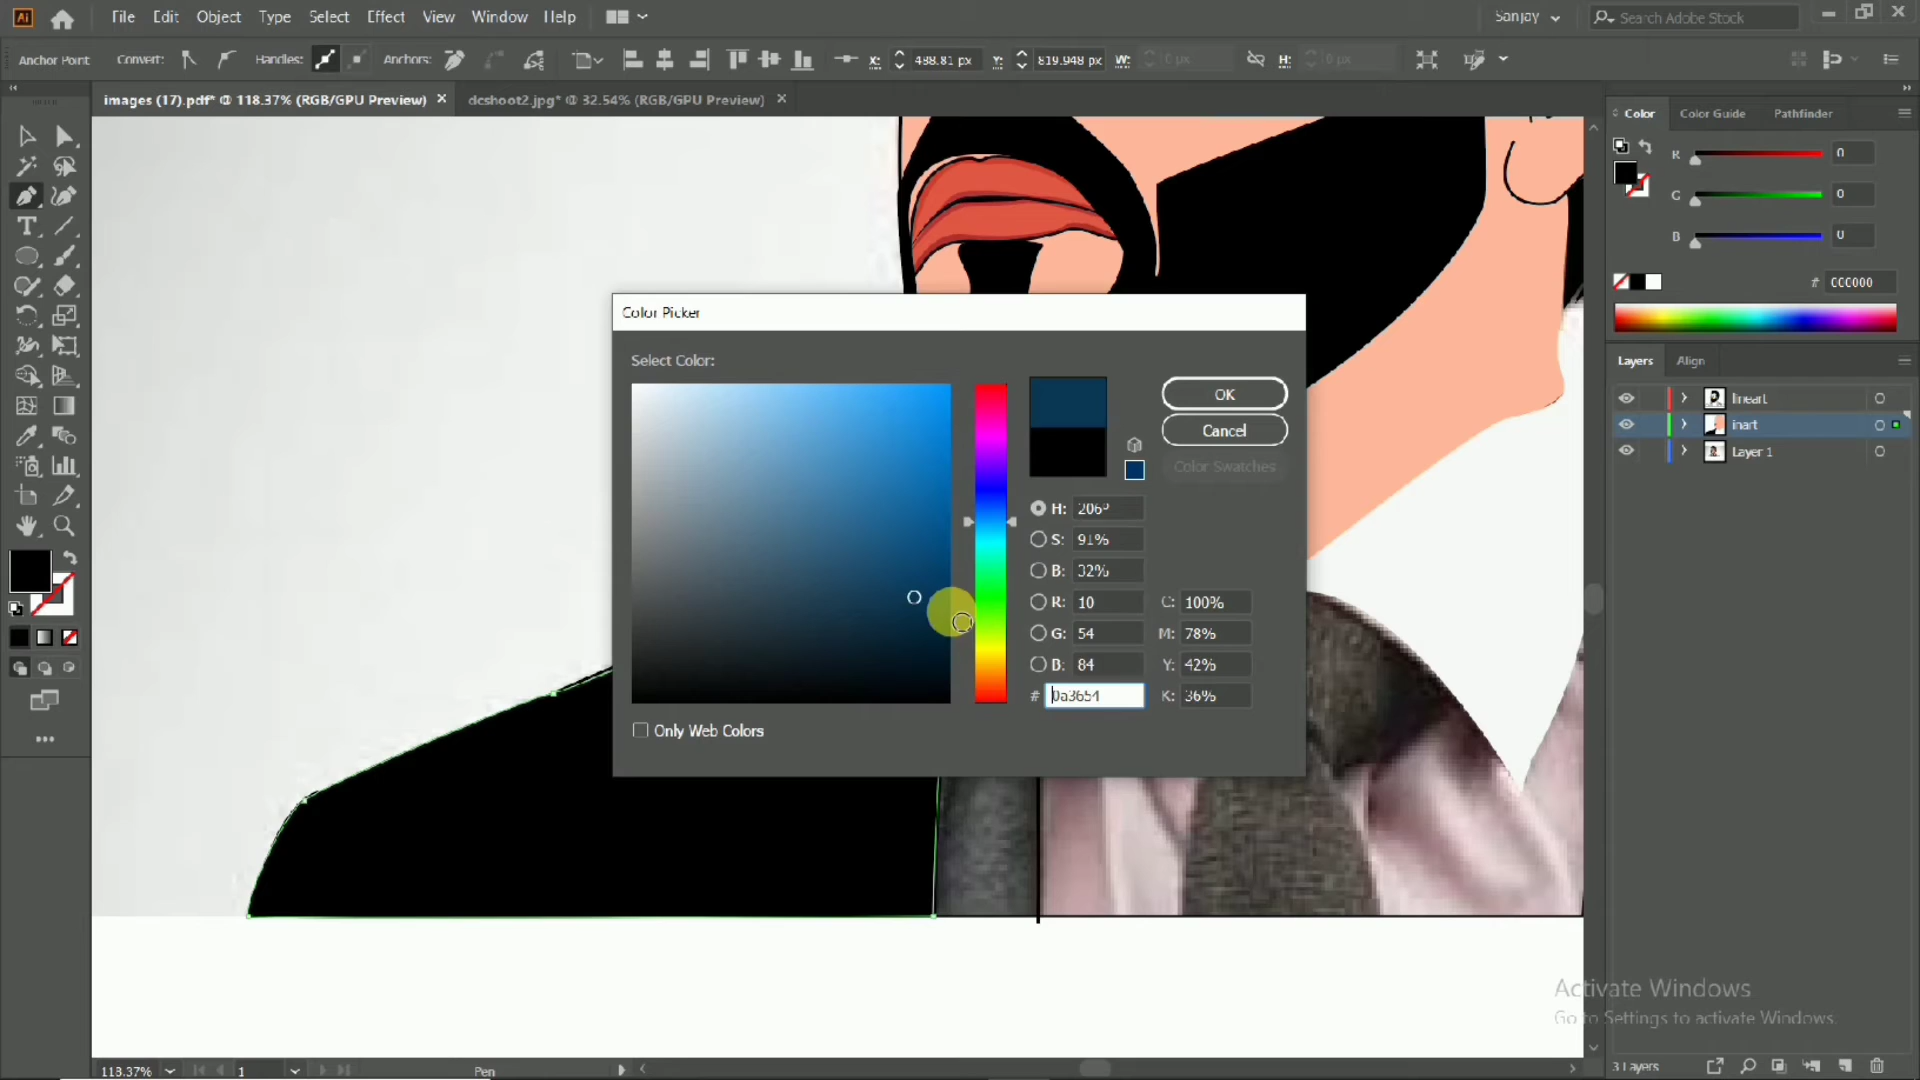 Ai File Edit Object Type Select Effect View Window Help Sanjay Search Adobe Stock
Anchor Point Convert: Handles: Anchors: X: 488.81 px Y: 819.948 px W: 0 px H: 0 px
images (17).pdf* @ 118.37% (RGB/GPU Preview) × dcshoot2.jpg* @ 32.54% (RGB/GPU Preview) ×
Color Color Guide Pathfinder
R 0
G 0
B 0
# 000000
Color Picker
Select Color:
OK
Cancel
Color Swatches
H: 206°
S: 91%
B: 32%
R: 10 C: 100%
G: 54 M: 78%
B: 84 Y: 42%
# 0a3654 K: 36%
Only Web Colors
Layers Align
lineart
inart
Layer 1
Activate Windows
Go to Settings to activate Windows.
118.37% 1 Pen 3 Layers